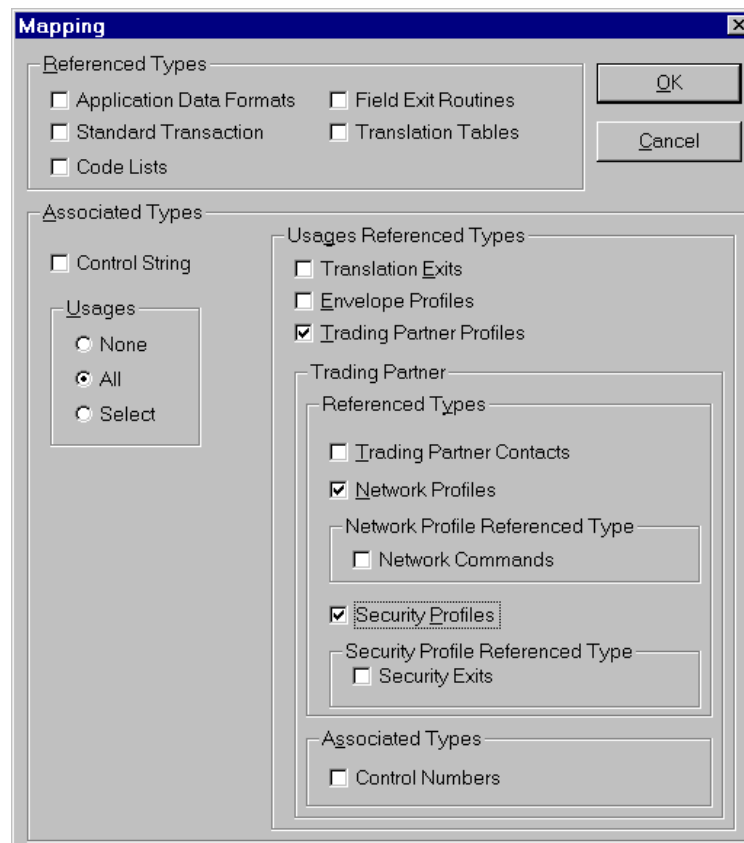 Mapping
Referenced Types
Application Data Formats
Field Exit Routines
Standard Transaction
Translation Tables
Code Lists
OK
Cancel
Associated Types
Control String
Usages
None
All
Select
Usages Referenced Types
Translation Exits
Envelope Profiles
Trading Partner Profiles
Trading Partner
Referenced Types
Trading Partner Contacts
Network Profiles
Network Profile Referenced Type
Network Commands
Security Profiles
Security Profile Referenced Type
Security Exits
Associated Types
Control Numbers